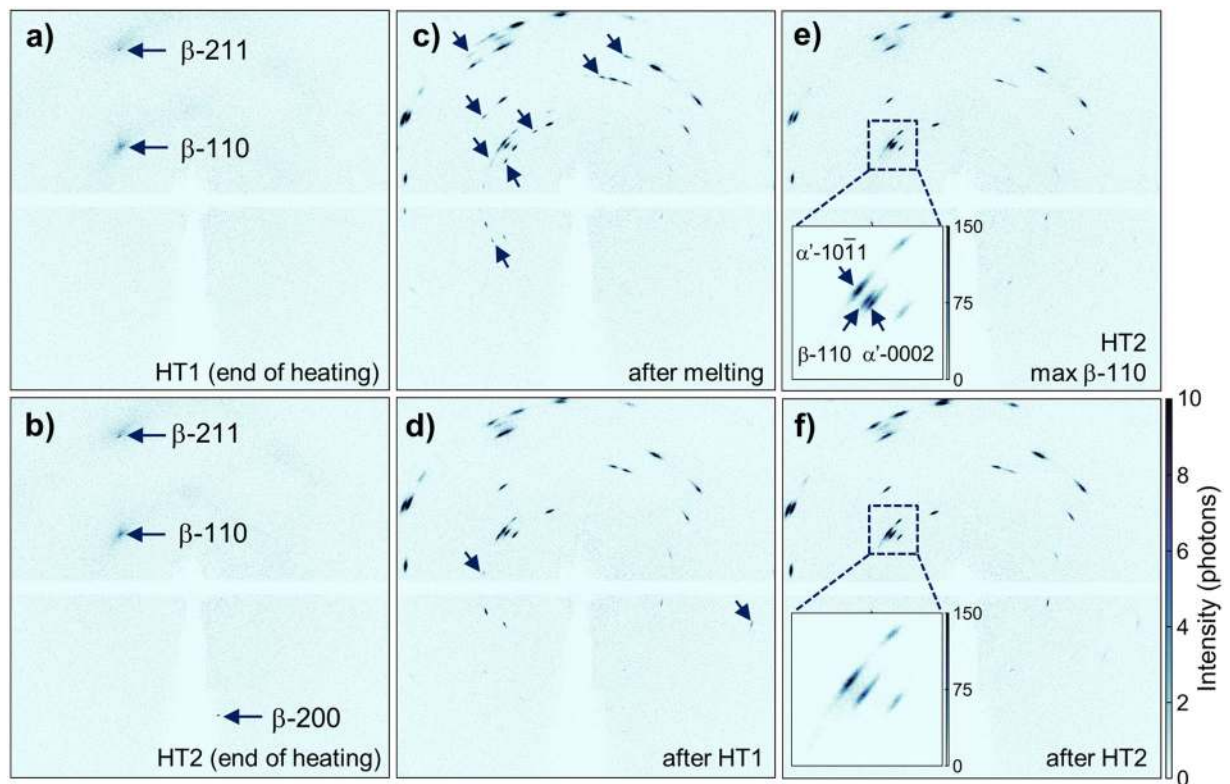 a)
β-211
β-110
HT1 (end of heating)
c)
after melting
e)
150
α’-101̅1
75
β-110 α’-0002
0
HT2
max β-110
b)
β-211
β-110
β-200
HT2 (end of heating)
d)
after HT1
f)
150
75
0
after HT2
10
8
6
4
2
0
Intensity (photons)